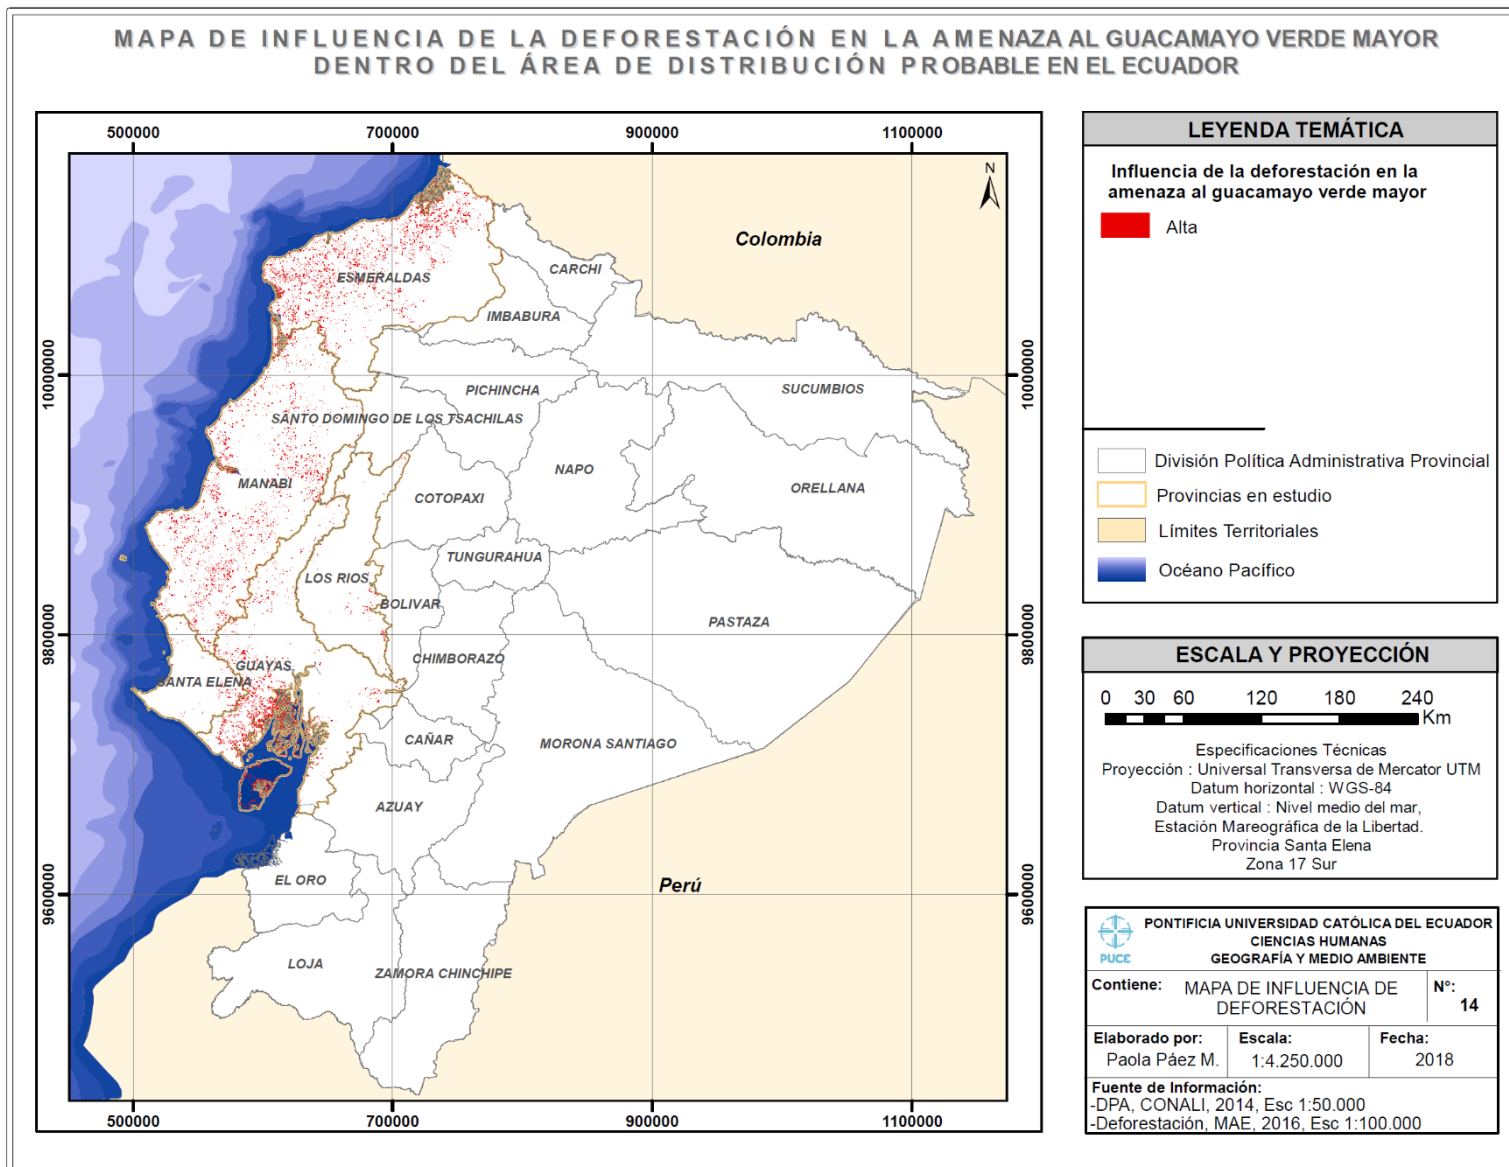 MAPA DE INFLUENCIA DE LA DEFORESTACIÓN EN LA AMENAZA AL GUACAMAYO VERDE MAYOR
DENTRO DEL ÁREA DE DISTRIBUCIÓN PROBABLE EN EL ECUADOR
500000 700000 900000 1100000
N
Colombia
CARCHI
ESMERALDAS
IMBABURA
10000000 10000000
PICHINCHA
SUCUMBIOS
SANTO DOMINGO DE LOS TSACHILAS
NAPO
MANABI
COTOPAXI
ORELLANA
TUNGURAHUA
LOS RIOS
BOLIVAR
PASTAZA
9800000 9800000
CHIMBORAZO
GUAYAS
SANTA ELENA
CAÑAR
MORONA SANTIAGO
AZUAY
EL ORO
Perú
9600000 9600000
LOJA
ZAMORA CHINCHIPE
500000 700000 900000 1100000
LEYENDA TEMÁTICA
Influencia de la deforestación en la
amenaza al guacamayo verde mayor
Alta
División Política Administrativa Provincial
Provincias en estudio
Límites Territoriales
Océano Pacífico
ESCALA Y PROYECCIÓN
0 30 60 120 180 240
Km
Especificaciones Técnicas
Proyección : Universal Transversa de Mercator UTM
Datum horizontal : WGS-84
Datum vertical : Nivel medio del mar,
Estación Mareográfica de la Libertad.
Provincia Santa Elena
Zona 17 Sur
PUCE
PONTIFICIA UNIVERSIDAD CATÓLICA DEL ECUADOR
CIENCIAS HUMANAS
GEOGRAFÍA Y MEDIO AMBIENTE
Contiene: MAPA DE INFLUENCIA DE
DEFORESTACIÓN
N°:
14
Elaborado por:
Paola Páez M.
Escala:
1:4.250.000
Fecha:
2018
Fuente de Información:
-DPA, CONALI, 2014, Esc 1:50.000
-Deforestación, MAE, 2016, Esc 1:100.000